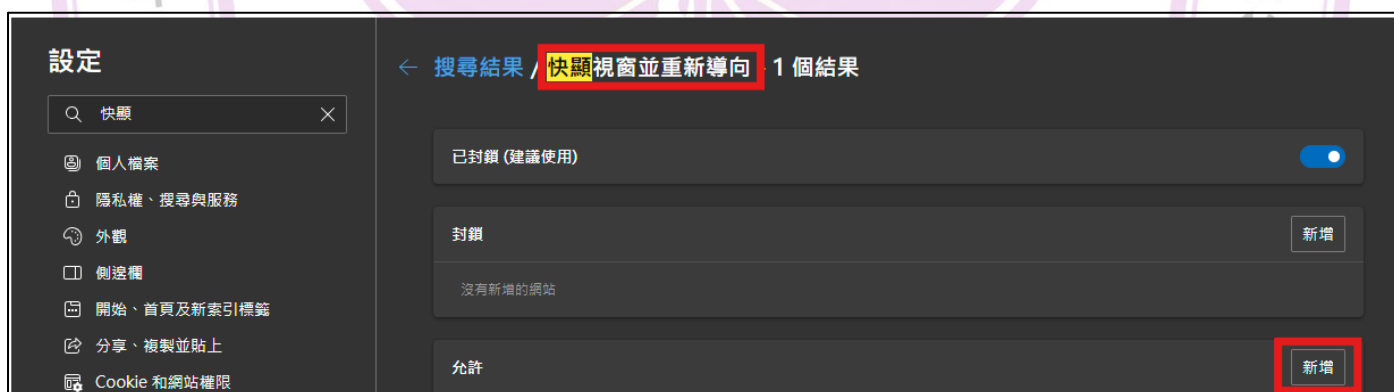 設定
快顯
個人檔案
隱私權、搜尋與服務
外觀
側邊欄
開始、首頁及新索引標籤
分享、複製並貼上
Cookie 和網站權限
← 搜尋結果 / 快顯視窗並重新導向 - 1 個結果
已封鎖 (建議使用)
封鎖
新增
沒有新增的網站
允許
新增